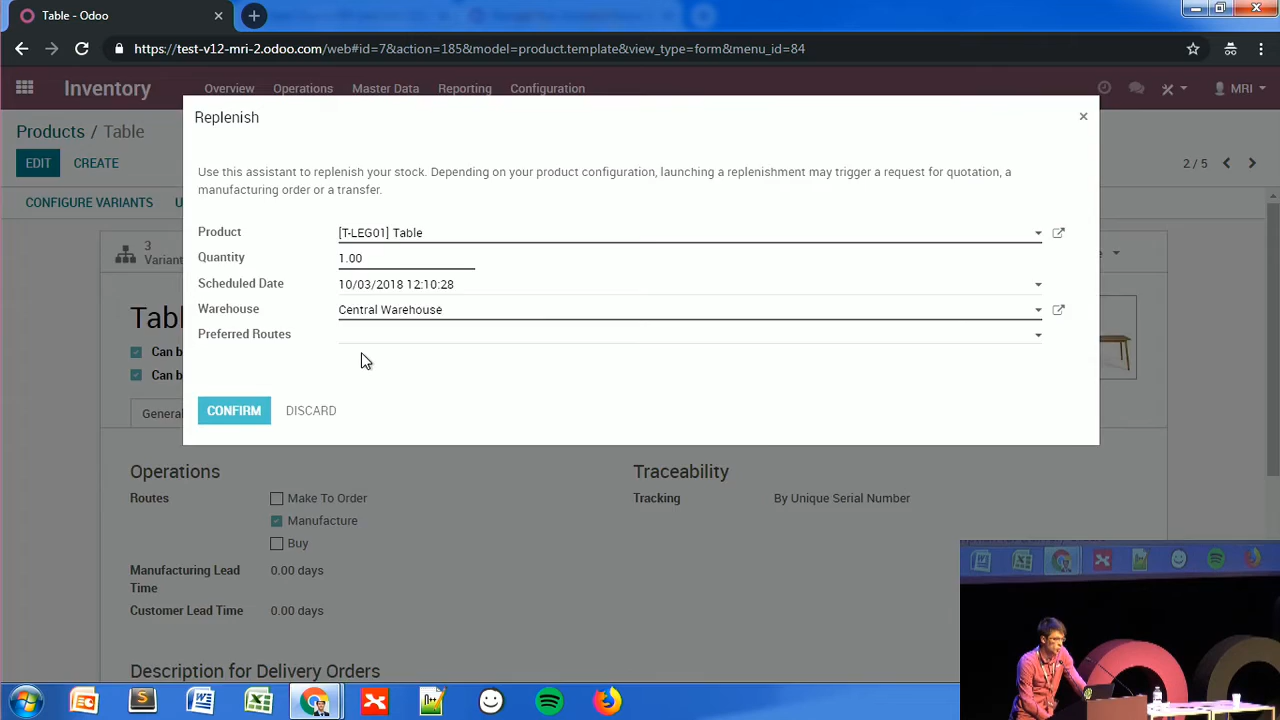 Table - Odoo
https://test-v12-mri-2.odoo.com/web#id=7&action=185&model=product.template&view_type=form&menu_id=84
Inventory
Overview Operations Master Data Reporting Configuration
MRI
Products / Table
EDIT CREATE
2 / 5
CONFIGURE VARIANTS
Replenish
×
Use this assistant to replenish your stock. Depending on your product configuration, launching a replenishment may trigger a request for quotation, a
manufacturing order or a transfer.
Product [T-LEG01] Table
Quantity 1.00
Scheduled Date 10/03/2018 12:10:28
Warehouse Central Warehouse
Preferred Routes
CONFIRM DISCARD
3
Can b
Can b
General
Operations
Routes
Make To Order
Manufacture
Buy
Manufacturing Lead
Time
0.00 days
Customer Lead Time 0.00 days
Traceability
Tracking By Unique Serial Number
Description for Delivery Orders